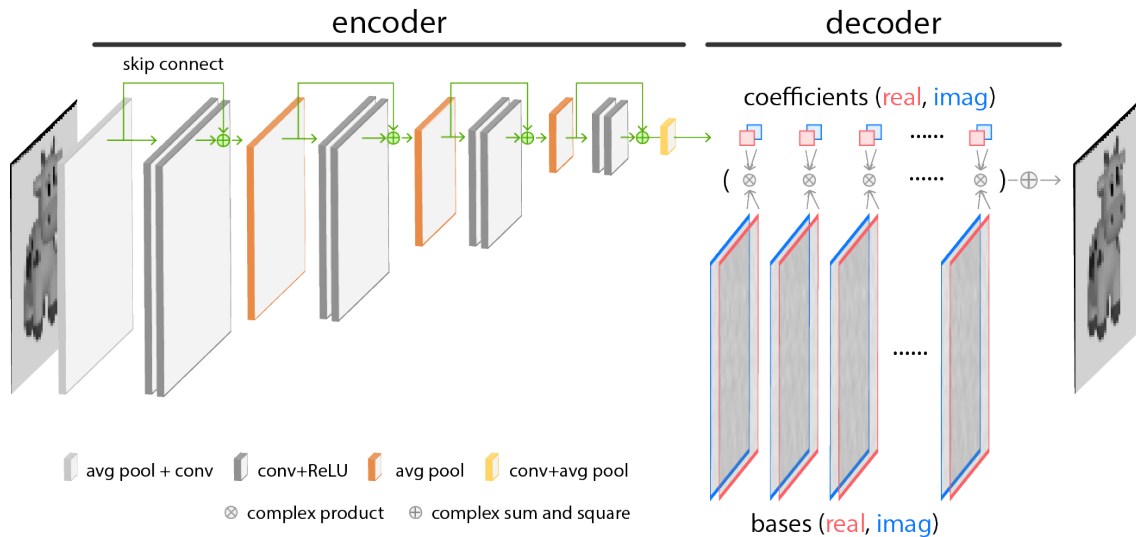 encoder
decoder
skip connect
coefficients (real, imag)
......
( ...... )
......
avg pool + conv
conv+ReLU
avg pool
conv+avg pool
complex product
complex sum and square
bases (real, imag)